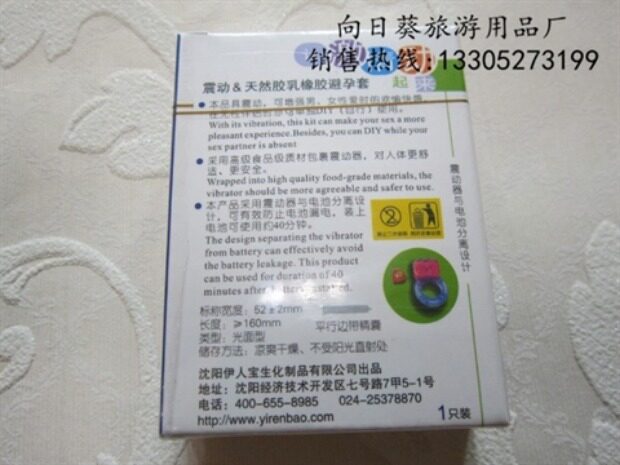 向日葵旅游用品厂
销售热线:13305273199
起来
震动 & 天然胶乳橡胶避孕套
本品具震动,可增强男、女性爱时的欢愉快感,
With its vibration, this kit can make your sex a more
pleasant experience.Besides, you can DIY while your
sex partner is absent
采用高级食品级质材包裹震动器,对人体更舒
适、更安全。
Wrapped into high quality food-grade materials, the
vibrator should be more agreeable and safer to use.
本产品采用震动器与电池分离设
计,可有效防止电池漏电,装上
电池可使用约40分钟。
The design separating the vibrator
from battery can effectively avoid
the battery leakage. This product
can be used for duration of 40
minutes after battery
震动器与电池分离设计
标称宽度:52±2mm
长度:≥160mm
平行边带精囊
类型:光面型
储存方法:凉爽干燥、不受阳光直射处
沈阳伊人宝生化制品有限公司出品
地址:沈阳经济技术开发区七号路7甲5-1号
电话:400-655-8985 024-25378870
http://www.yirenbao.com
1只装